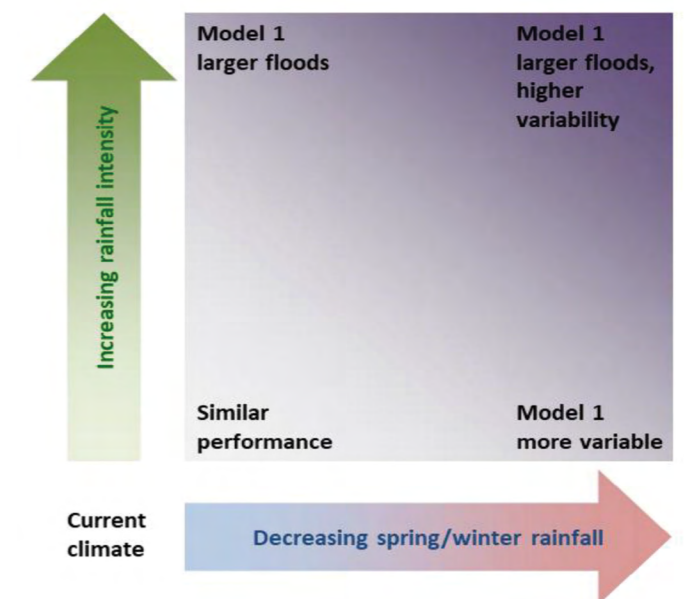 Model 1
larger floods
Model 1
larger floods,
higher
variability
Increasing rainfall intensity
Similar
performance
Model 1
more variable
Current
climate
Decreasing spring/winter rainfall